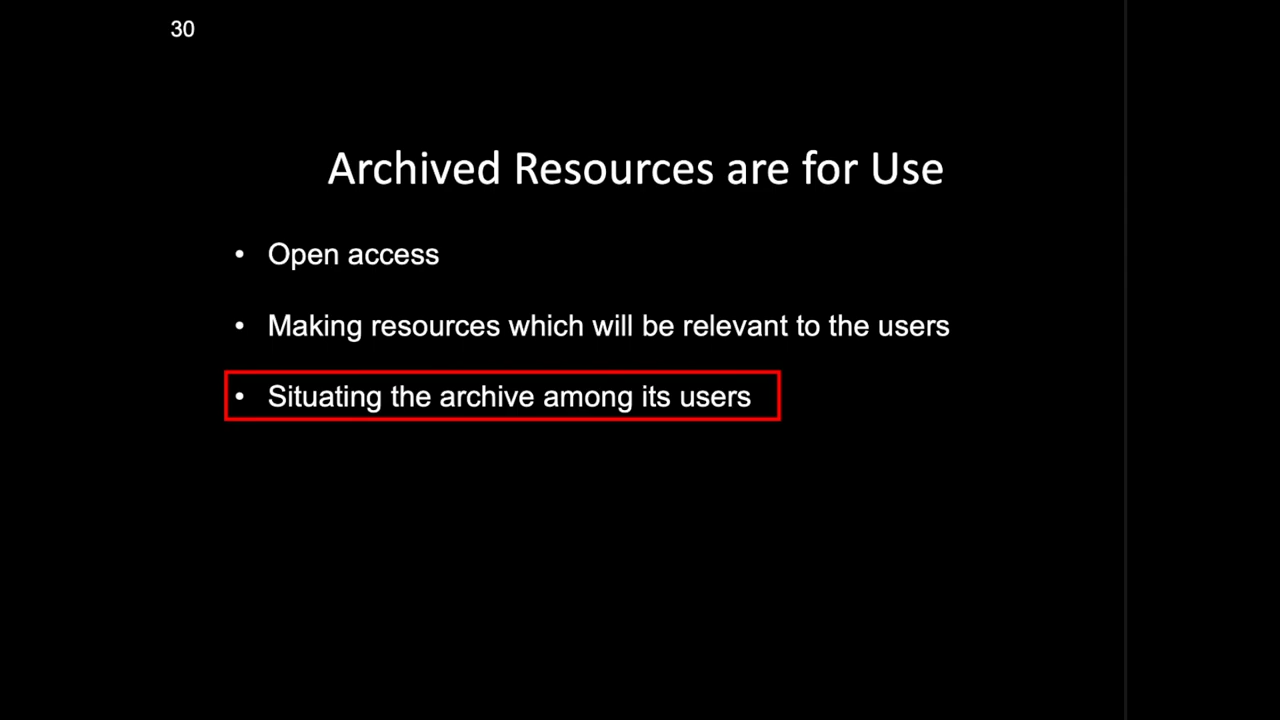 30
Archived Resources are for Use
• Open access
• Making resources which will be relevant to the users
• Situating the archive among its users